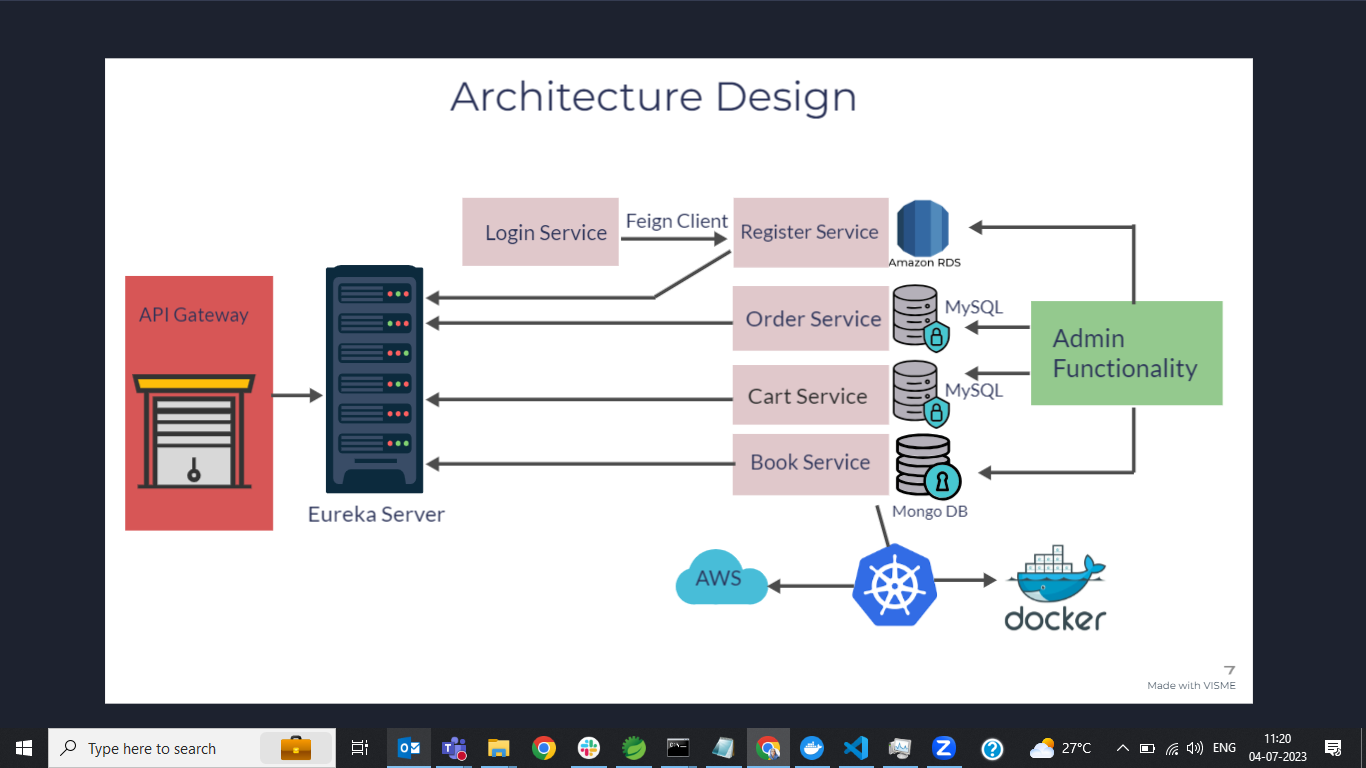 Architecture Design
Login Service
Feign Client
Register Service
Amazon RDS
API Gateway
Order Service
MySQL
Admin
Functionality
Cart Service
MySQL
Book Service
Mongo DB
Eureka Server
AWS
docker
7
Made with VISME
Type here to search
27°C
ENG
11:20
04-07-2023